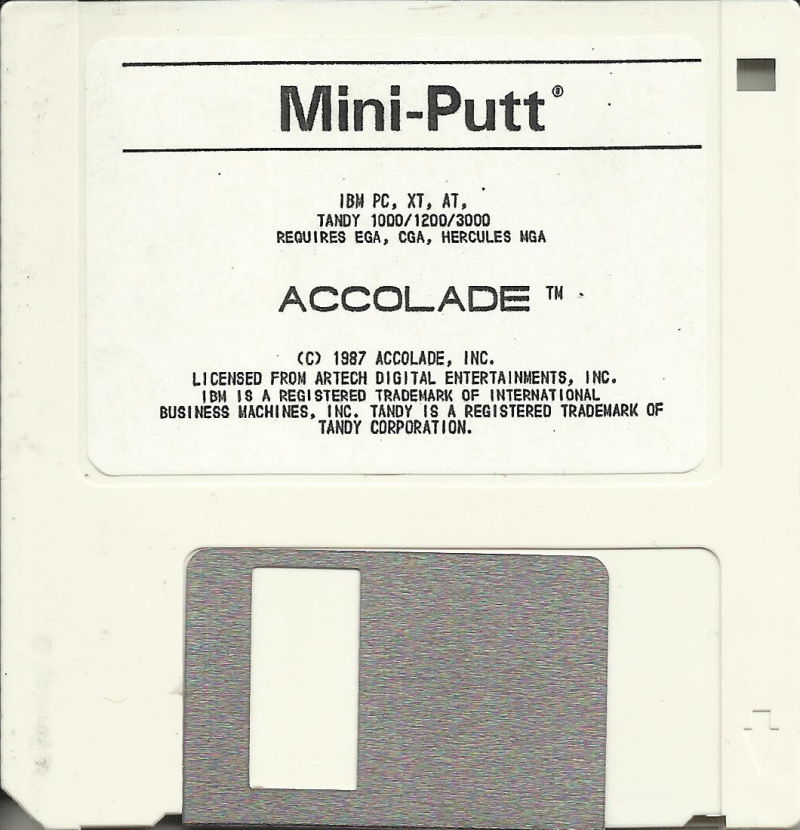 Mini-Putt®
IBM PC, XT, AT,
TANDY 1000/1200/3000
REQUIRES EGA, CGA, HERCULES MGA
ACCOLADE ™
(C) 1987 ACCOLADE, INC.
LICENSED FROM ARTECH DIGITAL ENTERTAINMENTS, INC.
IBM IS A REGISTERED TRADEMARK OF INTERNATIONAL
BUSINESS MACHINES, INC. TANDY IS A REGISTERED TRADEMARK OF
TANDY CORPORATION.